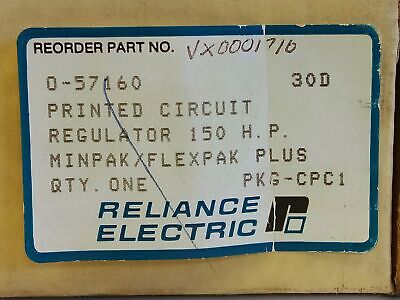 REORDER PART NO. VX0001716
0-57160 30D
PRINTED CIRCUIT
REGULATOR 150 H.P.
MINPAK/FLEXPAK PLUS
QTY. ONE PKG-CPC1
RELIANCE
ELECTRIC